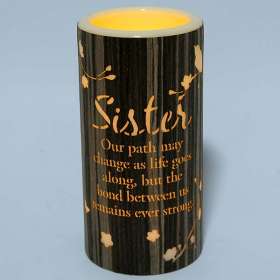 Sister
Our path may
change as life goes
along, but the
bond between us
remains ever strong.